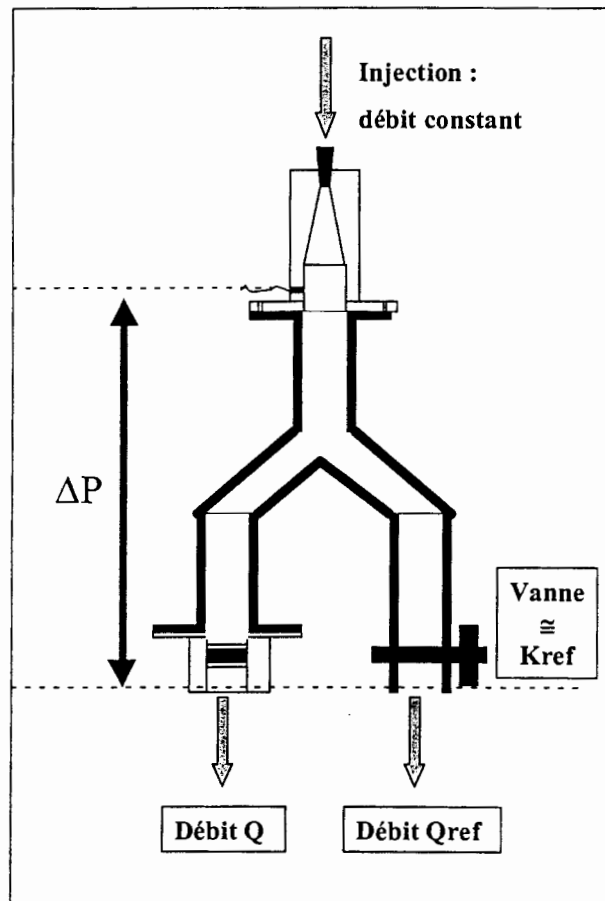 Injection :
débit constant
ΔP
Vanne
≅
Kref
Débit Q
Débit Qref